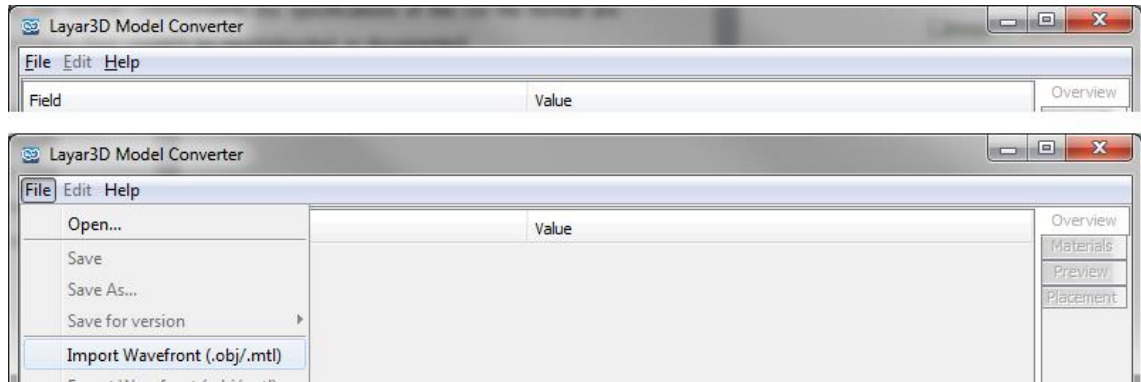 Layar3D Model Converter
File Edit Help
Field Value Overview
Layar3D Model Converter
File Edit Help
Open... Value Overview
Save Materials
Save As... Preview
Save for version Placement
Import Wavefront (.obj/.mtl)